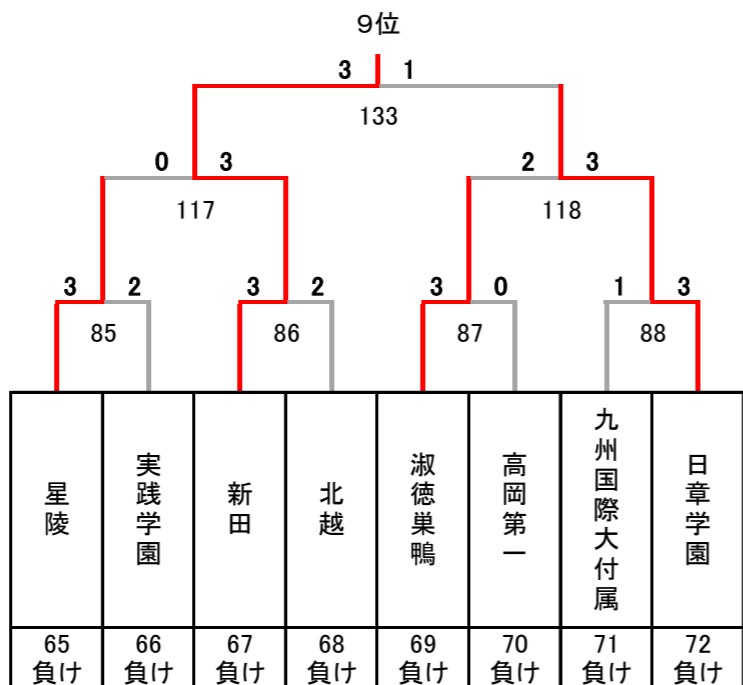 9位
3 1
133
0 3 2 3
117 118
3 2 3 2 3 0 1 3
85 86 87 88
星陵 実践学園 新田 北越 淑徳巣鴨 高岡第一 九州国際大付属 日章学園
65 66 67 68 69 70 71 72
負け 負け 負け 負け 負け 負け 負け 負け